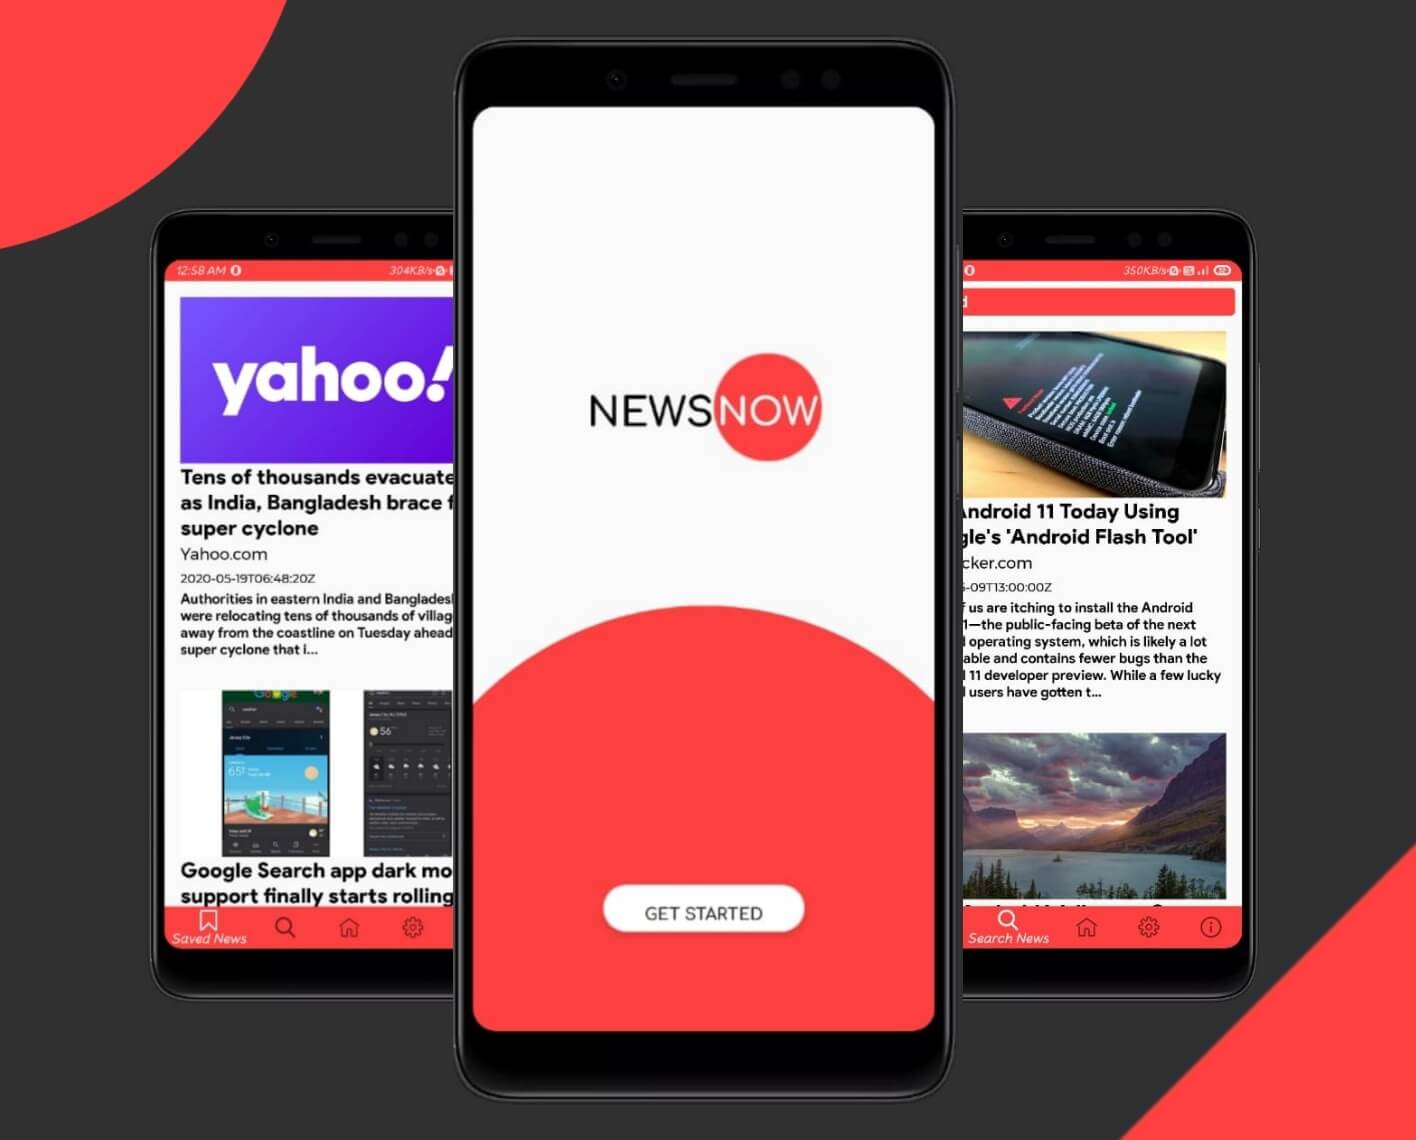 12:58 AM
304KB/s
yahoo!
Tens of thousands evacuate
as India, Bangladesh brace f
super cyclone
Yahoo.com
2020-05-19T06:48:20Z
Authorities in eastern India and Banglades
were relocating tens of thousands of villag
away from the coastline on Tuesday ahead
super cyclone that i...
Google
56°
65°
Google Search app dark mo
support finally starts rolling
Saved News
NEWSNOW
GET STARTED
350KB/s
d
Android 11 Today Using
gle's 'Android Flash Tool'
cker.com
-09T13:00:00Z
f us are itching to install the Android
1—the public-facing beta of the next
operating system, which is likely a lot
able and contains fewer bugs than the
11 developer preview. While a few lucky
users have gotten t...
Search News